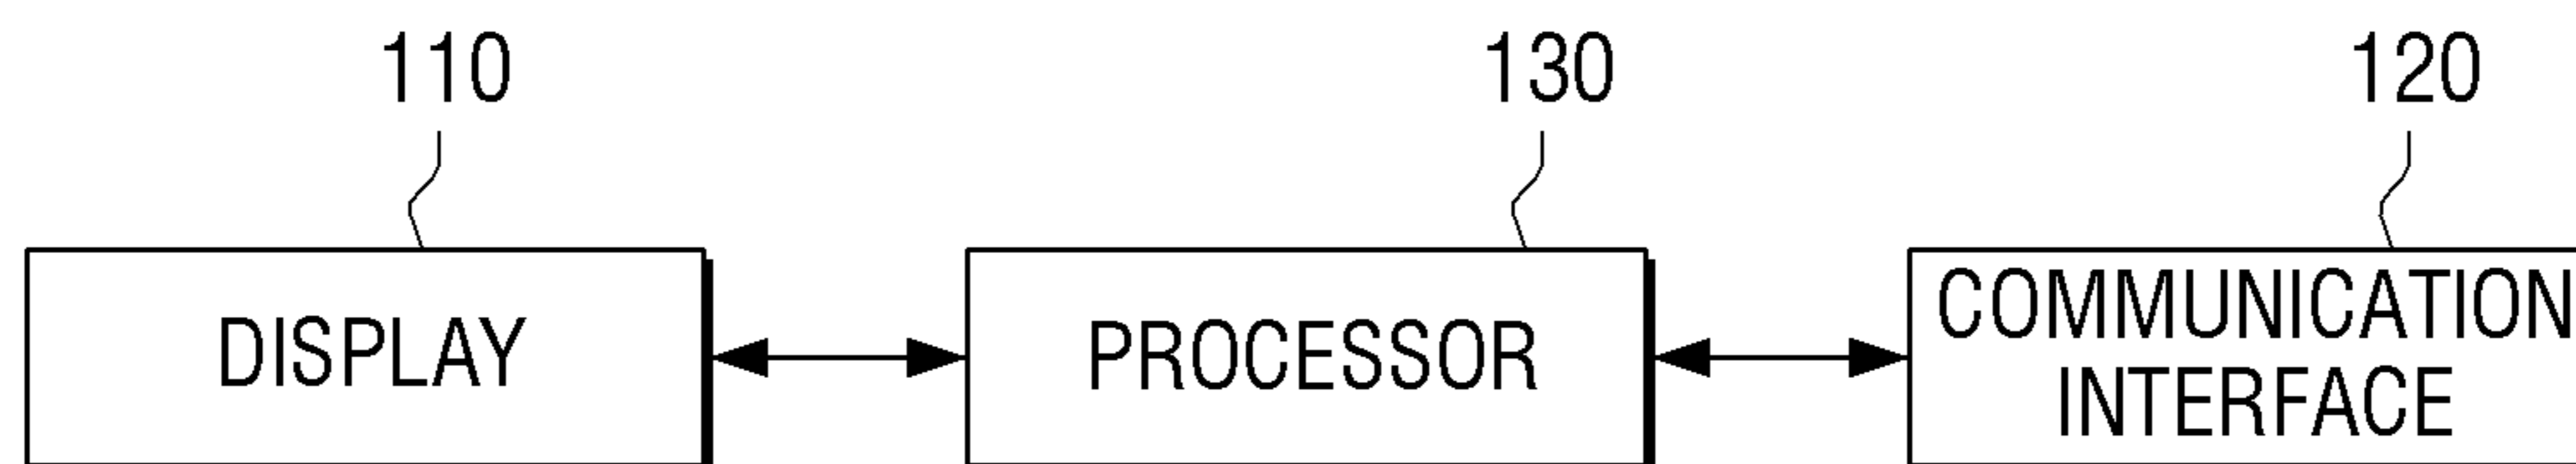 110
130
120
DISPLAY
PROCESSOR
COMMUNICATION
INTERFACE